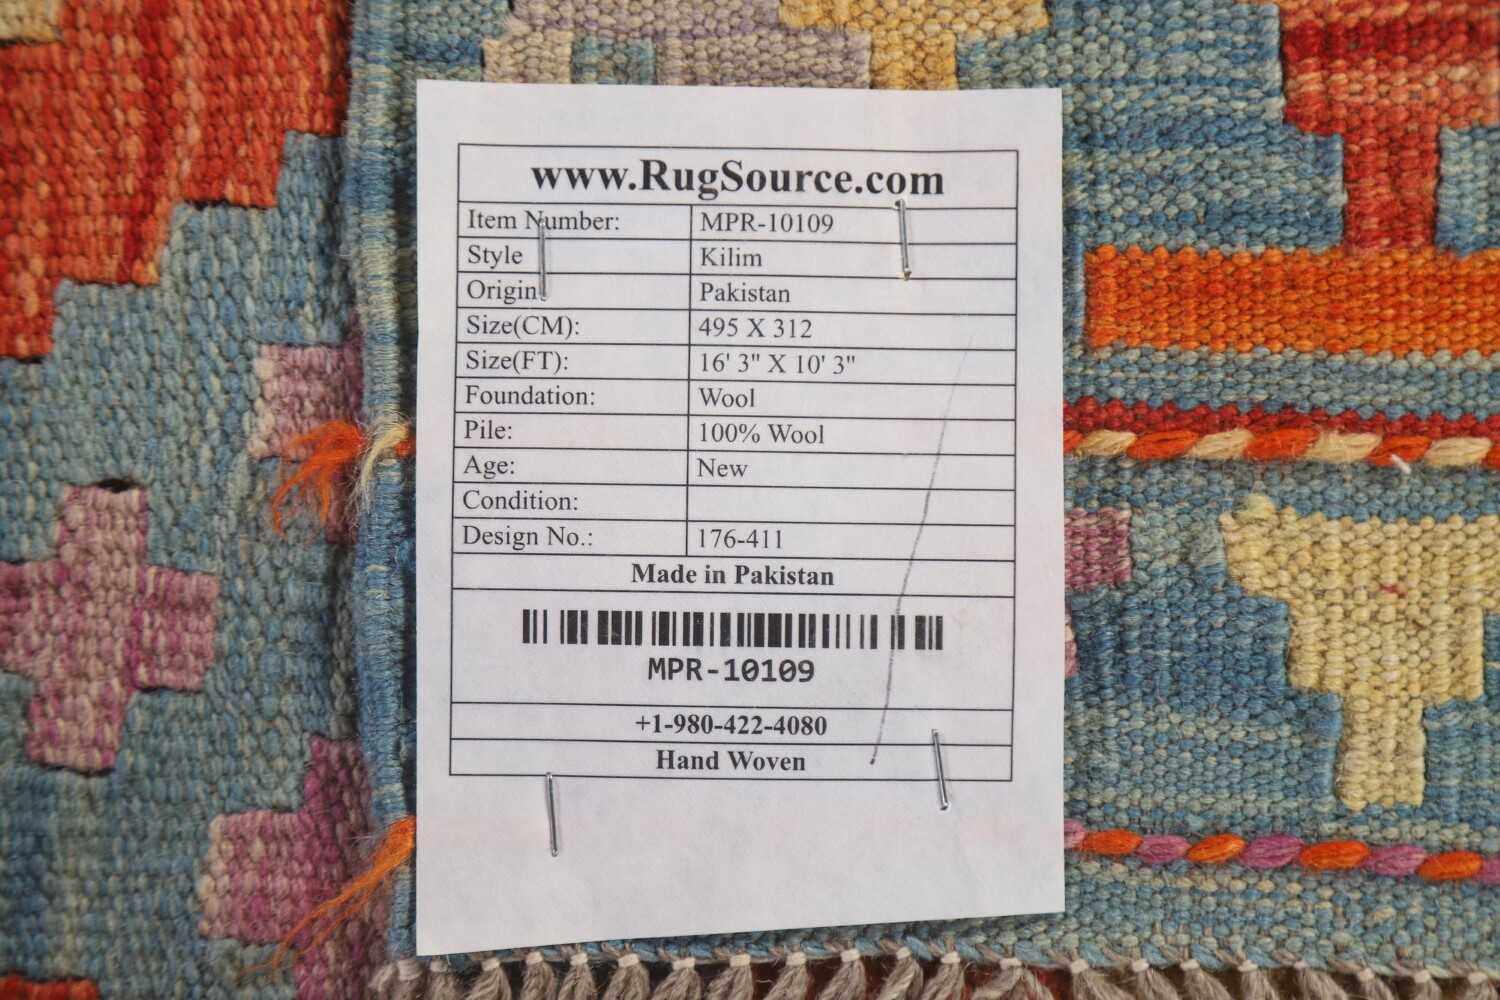 www.RugSource.com
Item Number: MPR-10109
Style Kilim
Origin Pakistan
Size(CM): 495 X 312
Size(FT): 16' 3" X 10' 3"
Foundation: Wool
Pile: 100% Wool
Age: New
Condition:
Design No.: 176-411
Made in Pakistan
MPR-10109
+1-980-422-4080
Hand Woven